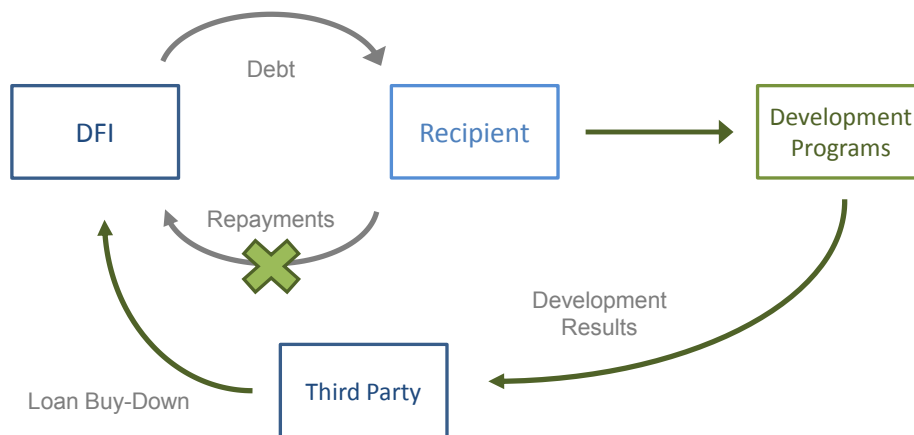 Debt
DFI
Recipient
Development
Programs
Repayments
Development
Results
Third Party
Loan Buy-Down